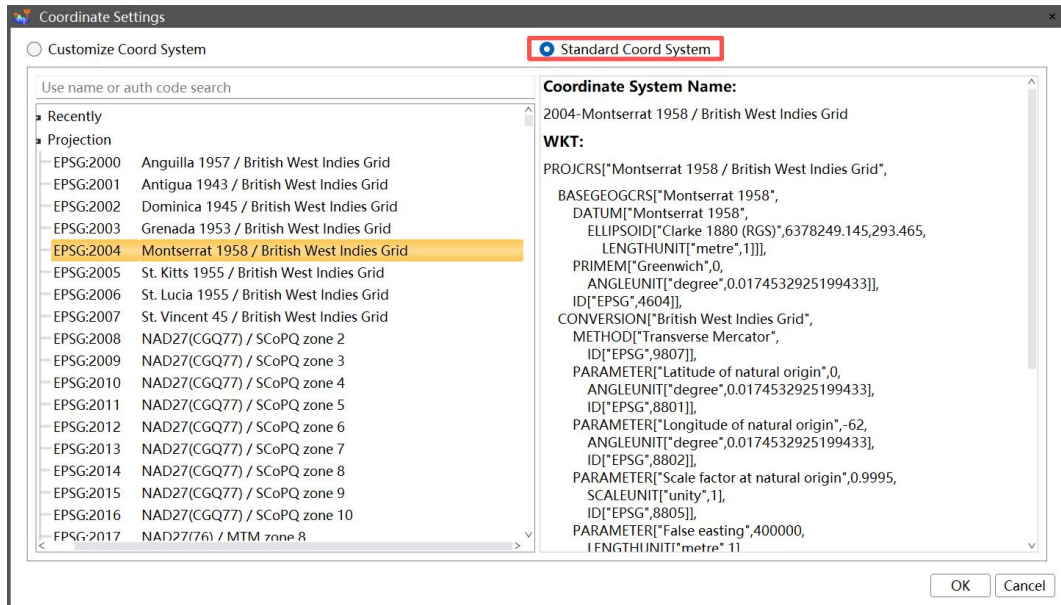 Coordinate Settings
Customize Coord System
Standard Coord System
Use name or auth code search
Recently
Projection
EPSG:2000 Anguilla 1957 / British West Indies Grid
EPSG:2001 Antigua 1943 / British West Indies Grid
EPSG:2002 Dominica 1945 / British West Indies Grid
EPSG:2003 Grenada 1953 / British West Indies Grid
EPSG:2004 Montserrat 1958 / British West Indies Grid
EPSG:2005 St. Kitts 1955 / British West Indies Grid
EPSG:2006 St. Lucia 1955 / British West Indies Grid
EPSG:2007 St. Vincent 45 / British West Indies Grid
EPSG:2008 NAD27(CGQ77) / SCoPQ zone 2
EPSG:2009 NAD27(CGQ77) / SCoPQ zone 3
EPSG:2010 NAD27(CGQ77) / SCoPQ zone 4
EPSG:2011 NAD27(CGQ77) / SCoPQ zone 5
EPSG:2012 NAD27(CGQ77) / SCoPQ zone 6
EPSG:2013 NAD27(CGQ77) / SCoPQ zone 7
EPSG:2014 NAD27(CGQ77) / SCoPQ zone 8
EPSG:2015 NAD27(CGQ77) / SCoPQ zone 9
EPSG:2016 NAD27(CGQ77) / SCoPQ zone 10
EPSG:2017 NAD27(76) / MTM zone 8
Coordinate System Name:
2004-Montserrat 1958 / British West Indies Grid
WKT:
PROJCRS["Montserrat 1958 / British West Indies Grid",
BASEGEOGCRS["Montserrat 1958",
DATUM["Montserrat 1958",
ELLIPSOID["Clarke 1880 (RGS)",6378249.145,293.465,
LENGTHUNIT["metre",1]]],
PRIMEM["Greenwich",0,
ANGLEUNIT["degree",0.0174532925199433]],
ID["EPSG",4604]],
CONVERSION["British West Indies Grid",
METHOD["Transverse Mercator",
ID["EPSG",9807]],
PARAMETER["Latitude of natural origin",0,
ANGLEUNIT["degree",0.0174532925199433],
ID["EPSG",8801]],
PARAMETER["Longitude of natural origin",-62,
ANGLEUNIT["degree",0.0174532925199433],
ID["EPSG",8802]],
PARAMETER["Scale factor at natural origin",0.9995,
SCALEUNIT["unity",1],
ID["EPSG",8805]],
PARAMETER["False easting",400000,
LENGTHUNIT["metre",1]
OK
Cancel